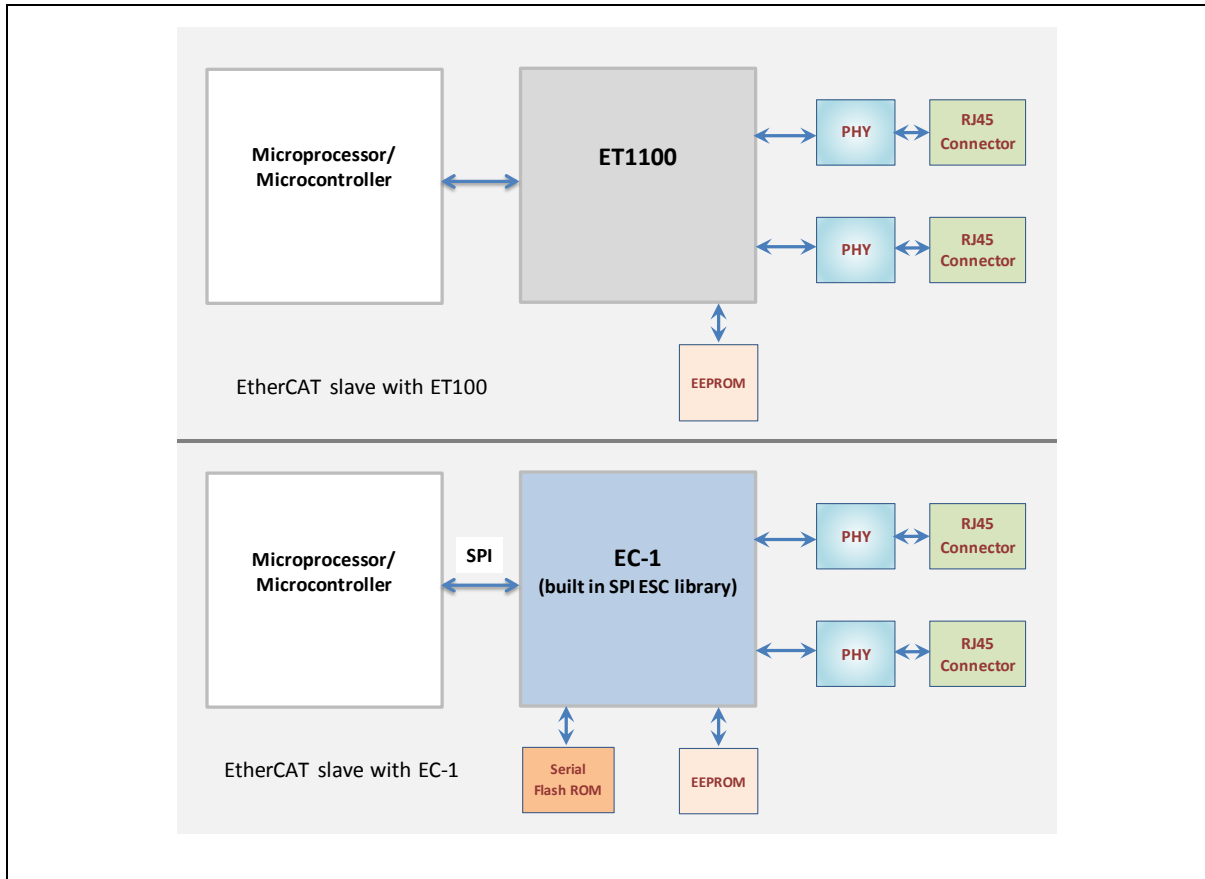 Microprocessor/
Microcontroller
ET1100
PHY
RJ45
Connector
PHY
RJ45
Connector
EEPROM
EtherCAT slave with ET100
Microprocessor/
Microcontroller
SPI
EC-1
(built in SPI ESC library)
PHY
RJ45
Connector
PHY
RJ45
Connector
Serial
Flash ROM
EEPROM
EtherCAT slave with EC-1